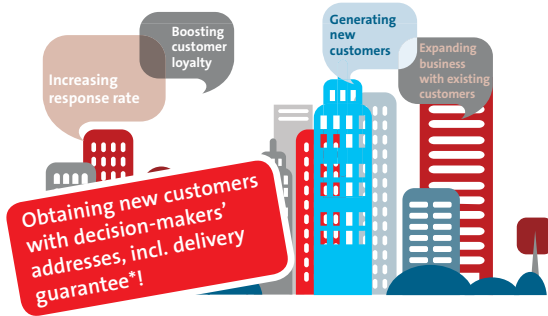 Increasing
response rate
Boosting
customer
loyalty
Generating
new
customers
Expanding
business
with existing
customers
Obtaining new customers
with decision-makers’
addresses, incl. delivery
guarantee*!